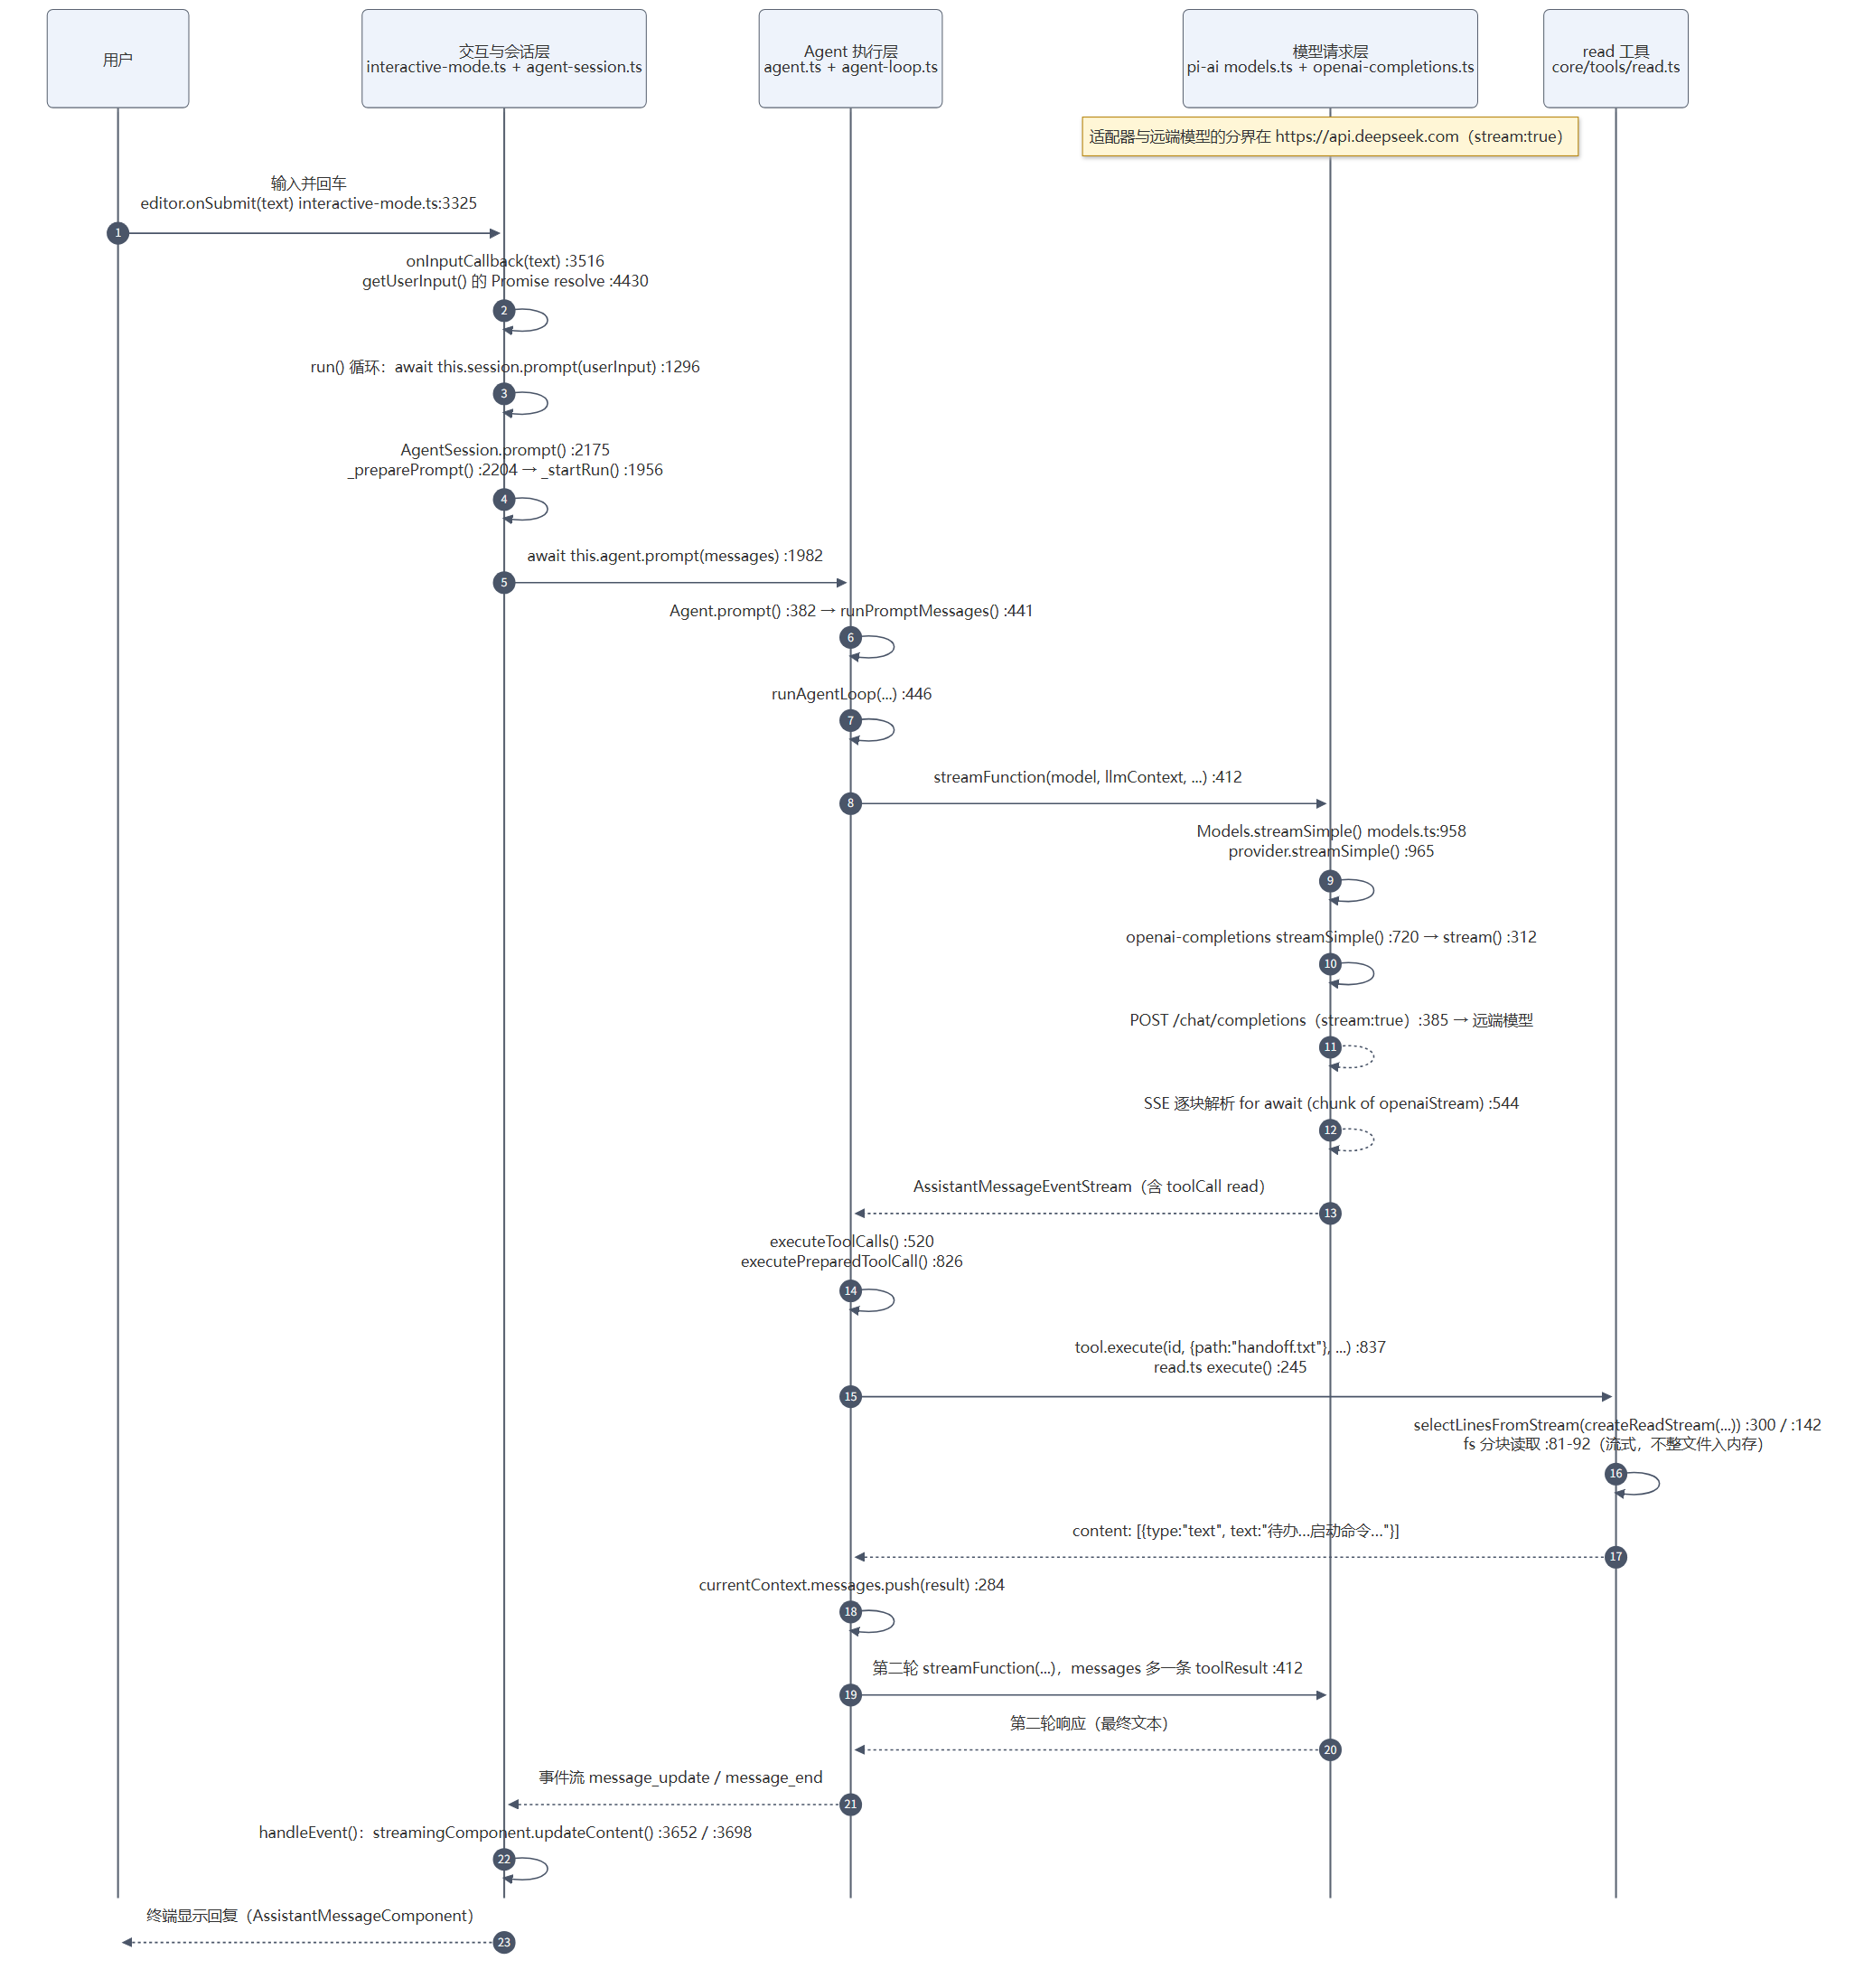 用户
交互与会话层
interactive-mode.ts + agent-session.ts
Agent 执行层
agent.ts + agent-loop.ts
模型请求层
pi-ai models.ts + openai-completions.ts
read 工具
core/tools/read.ts
适配器与远端模型的分界在 https://api.deepseek.com（stream:true）
输入并回车
editor.onSubmit(text) interactive-mode.ts:3325
1
onInputCallback(text) :3516
getUserInput() 的 Promise resolve :4430
2
run() 循环：await this.session.prompt(userInput) :1296
3
AgentSession.prompt() :2175
_preparePrompt() :2204 → _startRun() :1956
4
await this.agent.prompt(messages) :1982
5
Agent.prompt() :382 → runPromptMessages() :441
6
runAgentLoop(...) :446
7
streamFunction(model, llmContext, ...) :412
8
Models.streamSimple() models.ts:958
provider.streamSimple() :965
9
openai-completions streamSimple() :720 → stream() :312
10
POST /chat/completions（stream:true）:385 → 远端模型
11
SSE 逐块解析 for await (chunk of openaiStream) :544
12
AssistantMessageEventStream（含 toolCall read）
13
executeToolCalls() :520
executePreparedToolCall() :826
14
tool.execute(id, {path:"handoff.txt"}, ...) :837
read.ts execute() :245
15
selectLinesFromStream(createReadStream(...)) :300 / :142
fs 分块读取 :81-92（流式，不整文件入内存）
16
content: [{type:"text", text:"待办...启动命令..."}]
17
currentContext.messages.push(result) :284
18
第二轮 streamFunction(...)，messages 多一条 toolResult :412
19
第二轮响应（最终文本）
20
事件流 message_update / message_end
21
handleEvent()：streamingComponent.updateContent() :3652 / :3698
22
终端显示回复（AssistantMessageComponent）
23